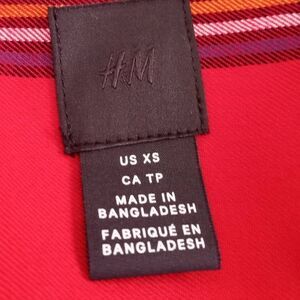 H&M
US XS
CA TP
MADE IN
BANGLADESH
FABRIQUÉ EN
BANGLADESH